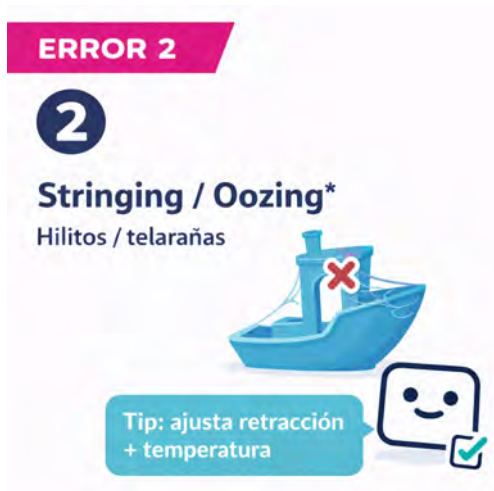 ERROR 2
2
Stringing / Oozing*
Hilitos / telarañas
Tip: ajusta retracción
+ temperatura